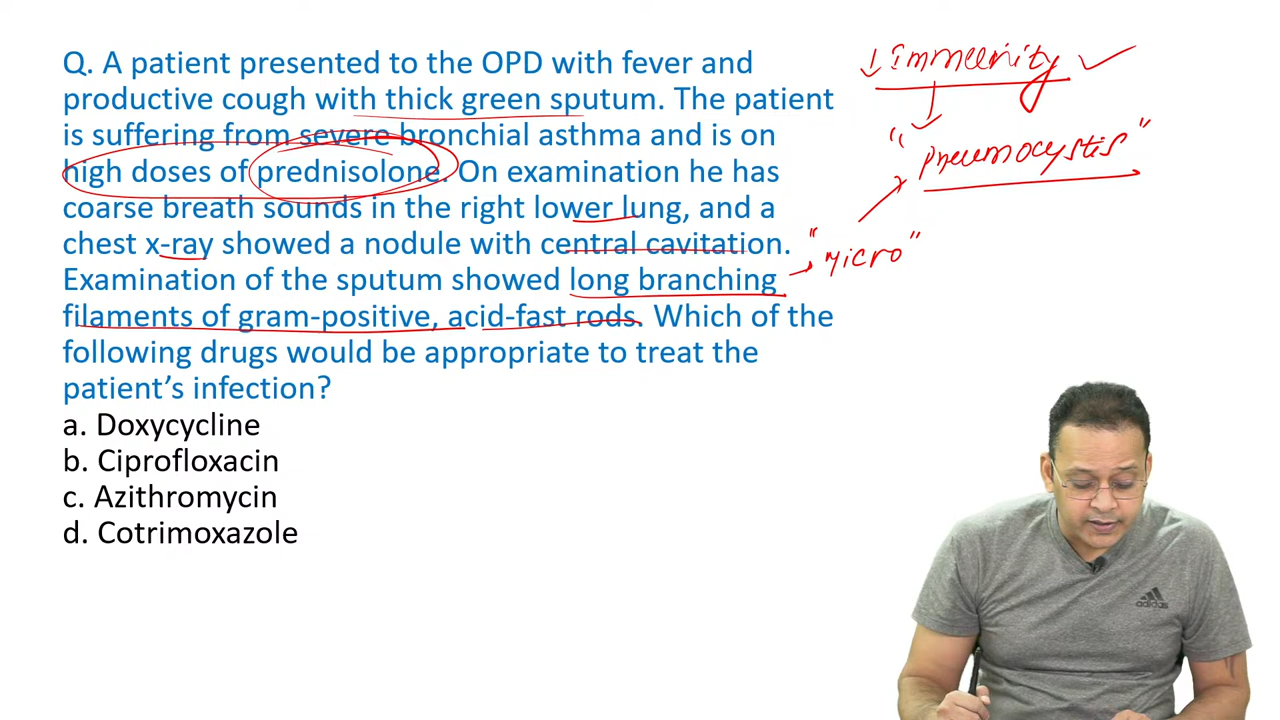 Q. A patient presented to the OPD with fever and
productive cough with thick green sputum. The patient
is suffering from severe bronchial asthma and is on
high doses of prednisolone. On examination he has
coarse breath sounds in the right lower lung, and a
chest x-ray showed a nodule with central cavitation.
Examination of the sputum showed long branching
filaments of gram-positive, acid-fast rods. Which of the
following drugs would be appropriate to treat the
patient's infection?
a. Doxycycline
b. Ciprofloxacin
c. Azithromycin
d. Cotrimoxazole
↓ Immunity ✓
"Pneumocystis"
"Micro"
adidas